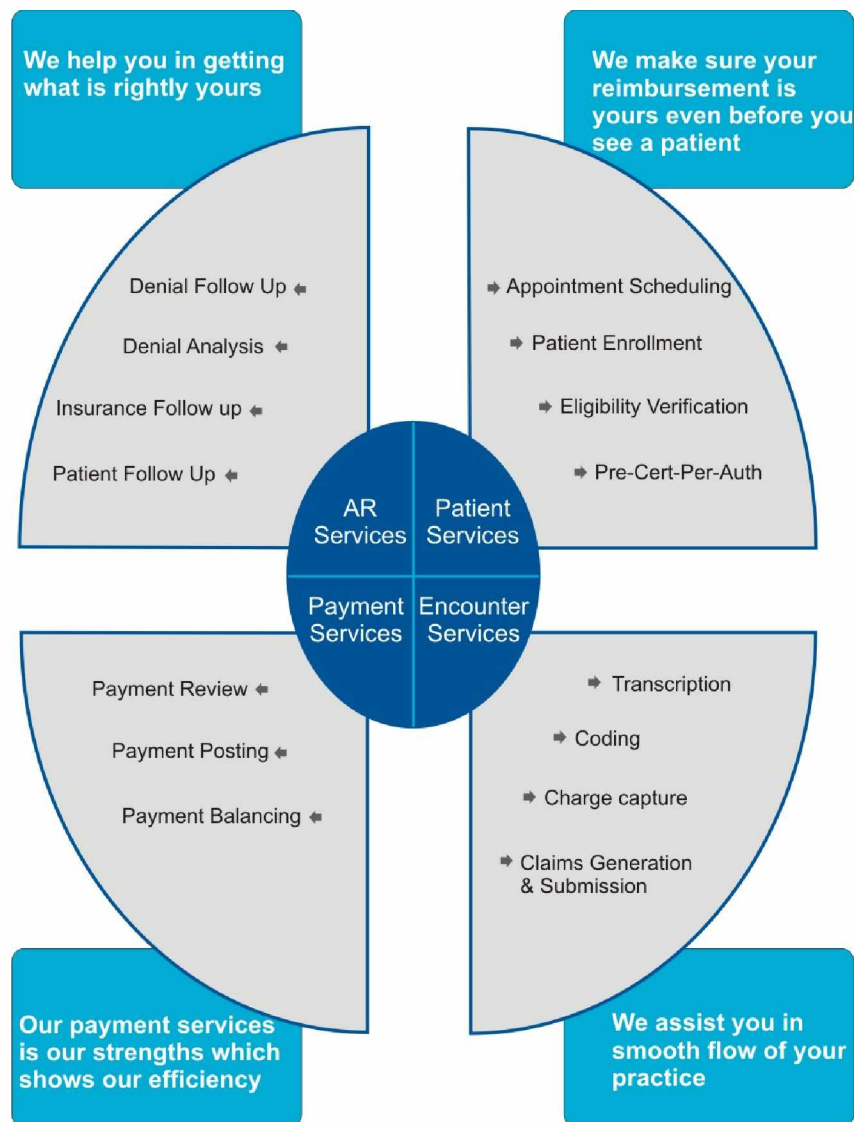 We help you in getting
what is rightly yours
We make sure your
reimbursement is
yours even before you
see a patient
Denial Follow Up
Denial Analysis
Insurance Follow up
Patient Follow Up
Appointment Scheduling
Patient Enrollment
Eligibility Verification
Pre-Cert-Per-Auth
AR
Services
Patient
Services
Payment
Services
Encounter
Services
Payment Review
Payment Posting
Payment Balancing
Transcription
Coding
Charge capture
Claims Generation
& Submission
Our payment services
is our strengths which
shows our efficiency
We assist you in
smooth flow of your
practice